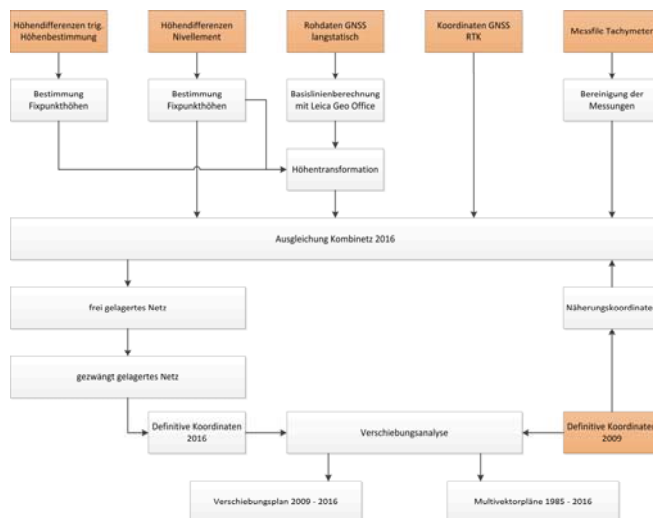 Höhendifferenzen trig.
Höhenbestimmung
Höhendifferenzen
Nivellement
Rohdaten GNSS
langstatisch
Koordinaten GNSS
RTK
Messfile Tachymeter
Bestimmung
Fixpunkthöhen
Bestimmung
Fixpunkthöhen
Basislinienberechnung
mit Leica Geo Office
Bereinigung der
Messungen
Höhentransformation
Ausgleichung Kombinetz 2016
frei gelagertes Netz
Näherungskoordinate
gezwängt gelagertes Netz
Definitive Koordinaten
2016
Verschiebungsanalyse
Definitive Koordinaten
2009
Verschiebungsplan 2009 - 2016
Multivektorpläne 1985 - 2016